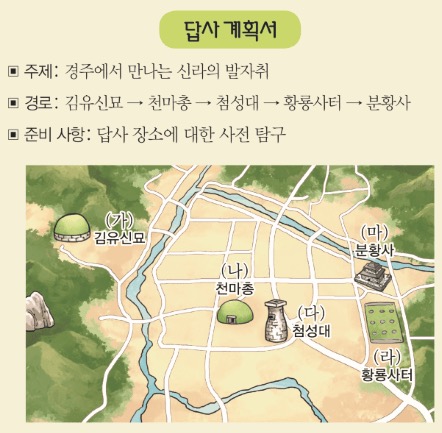 답사 계획서
▣ 주제: 경주에서 만나는 신라의 발자취
▣ 경로: 김유신묘 → 천마총 → 첨성대 → 황룡사터 → 분황사
▣ 준비 사항: 답사 장소에 대한 사전 탐구
(가)
김유신묘
(마)
분황사
(나)
천마총
(다)
첨성대
(라)
황룡사터